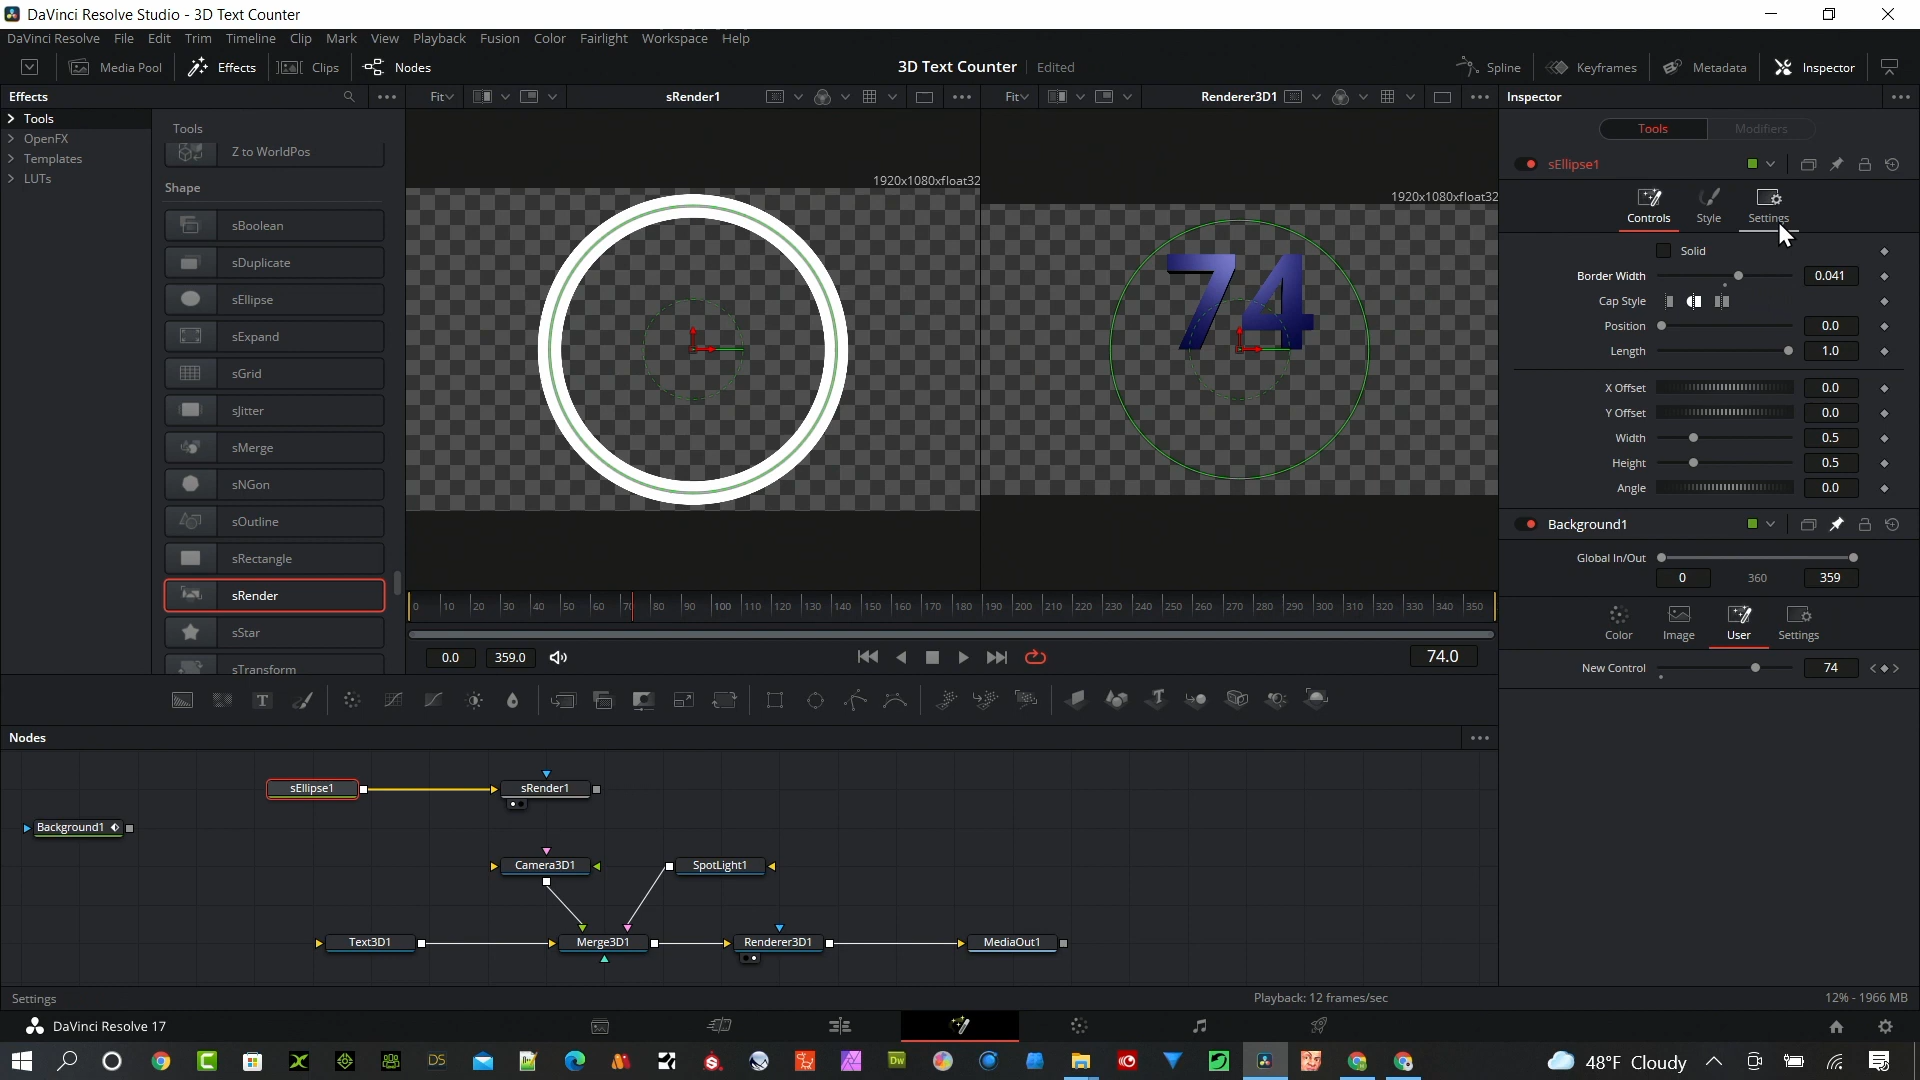 DaVinci Resolve Studio - 3D Text Counter
DaVinci Resolve File Edit Trim Timeline Clip Mark View Playback Fusion Color Fairlight Workspace Help
Media Pool Effects Clips Nodes 3D Text Counter Edited Spline Keyframes Metadata Inspector
Effects Fit sRender1 Fit Renderer3D1 Inspector
Tools
OpenFX
Templates
LUTs
Tools
Z to WorldPos
Shape
sBoolean
sDuplicate
sEllipse
sExpand
sGrid
sJitter
sMerge
sNGon
sOutline
sRectangle
sRender
sStar
sTransform
1920x1080xfloat32
1920x1080xfloat32
74
0 10 20 30 40 50 60 70 80 90 100 110 120 130 140 150 160 170 180 190 200 210 220 230 240 250 260 270 280 290 300 310 320 330 340 350
0.0 359.0 74.0
Tools Modifiers
sEllipse1
Controls Style Settings
Solid
Border Width 0.041
Cap Style
Position 0.0
Length 1.0
X Offset 0.0
Y Offset 0.0
Width 0.5
Height 0.5
Angle 0.0
Background1
Global In/Out
0 360 359
Color Image User Settings
New Control 74
T
Nodes
sEllipse1 sRender1
Background1
Camera3D1 SpotLight1
Text3D1 Merge3D1 Renderer3D1 MediaOut1
Settings Playback: 12 frames/sec 12% - 1966 MB
DaVinci Resolve 17
DS Dw 48°F Cloudy